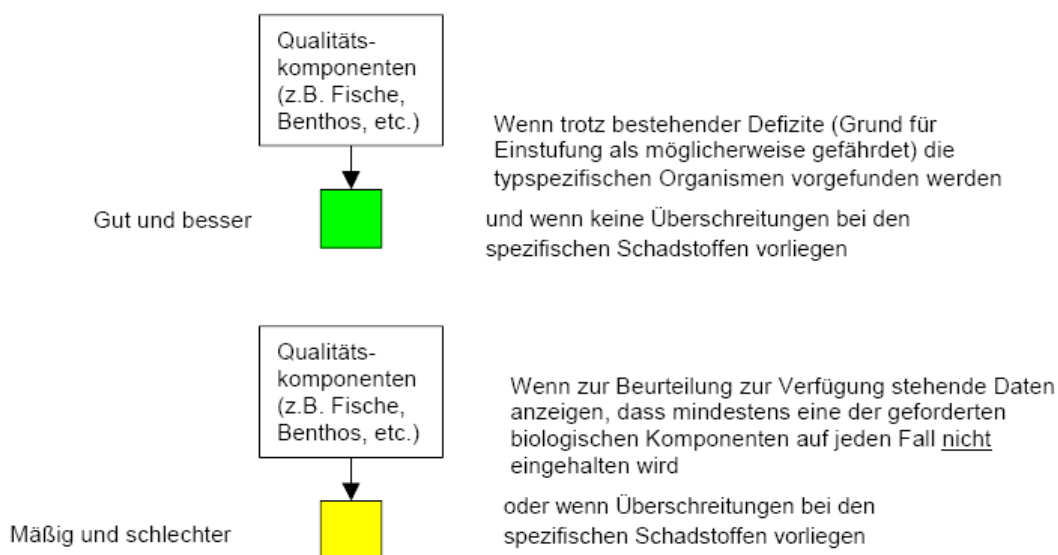 Qualitäts-
komponenten
(z.B. Fische,
Benthos, etc.)
Wenn trotz bestehender Defizite (Grund für
Einstufung als möglicherweise gefährdet) die
typspezifischen Organismen vorgefunden werden
Gut und besser
und wenn keine Überschreitungen bei den
spezifischen Schadstoffen vorliegen
Qualitäts-
komponenten
(z.B. Fische,
Benthos, etc.)
Wenn zur Beurteilung zur Verfügung stehende Daten
anzeigen, dass mindestens eine der geforderten
biologischen Komponenten auf jeden Fall nicht
eingehalten wird
Mäßig und schlechter
oder wenn Überschreitungen bei den
spezifischen Schadstoffen vorliegen